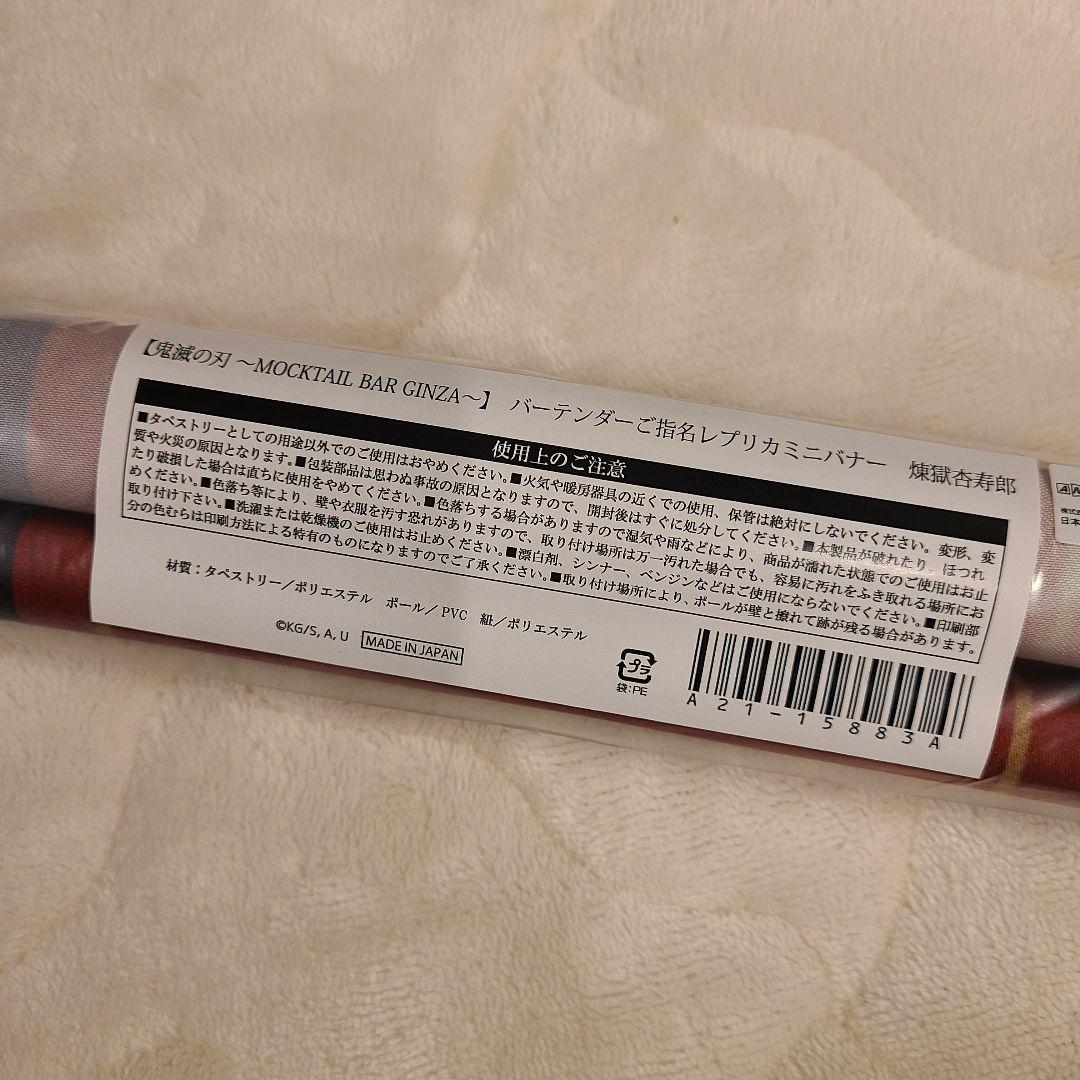 【鬼滅の刃 ～MOCKTAIL BAR GINZA～】 バーテンダーご指名レプリカミニバナー 煉獄杏寿郎
使用上のご注意
■タペストリーとしての用途以外でのご使用はおやめください。■火気や暖房器具の近くでの使用、保管は絶対にしないでください。変形、変
質や火災の原因となります。■包装部品は思わぬ事故の原因となりますので、開封後はすぐに処分してください。■本製品が破れたり、ほつれ
たり破損した場合は直ちに使用をやめてください。■色落ちする場合がありますので湿気や雨などにより、商品が濡れた状態でのご使用はお止
めください。■色落ち等により、壁や衣服を汚す恐れがありますので、取り付け場所は万一汚れた場合でも、容易に汚れをふき取れる場所にお
取り付け下さい。■洗濯または乾燥機のご使用はお止めください。■漂白剤、シンナー、ベンジンなどはご使用にならないでください。■印刷部
分の色むらは印刷方法による特有のものになりますのでご了承ください。■取り付け場所により、ポールが壁と擦れて跡が残る場合があります。
材質：タペストリー／ポリエステル ポール／PVC 紐／ポリエステル
©KG/S, A, U MADE IN JAPAN
プラ
袋:PE
A21-15883A
株式
日本